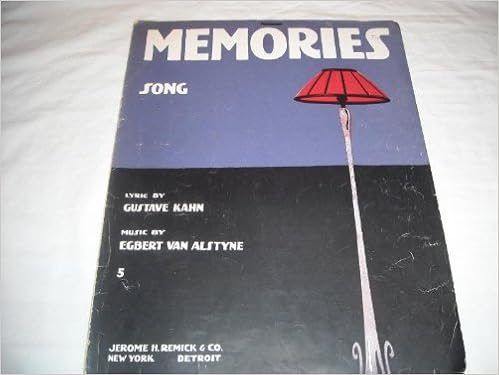 MEMORIES
SONG
LYRIC BY
GUSTAVE KAHN
MUSIC BY
EGBERT VAN ALSTYNE
5
JEROME H. REMICK & CO.
NEW YORK DETROIT